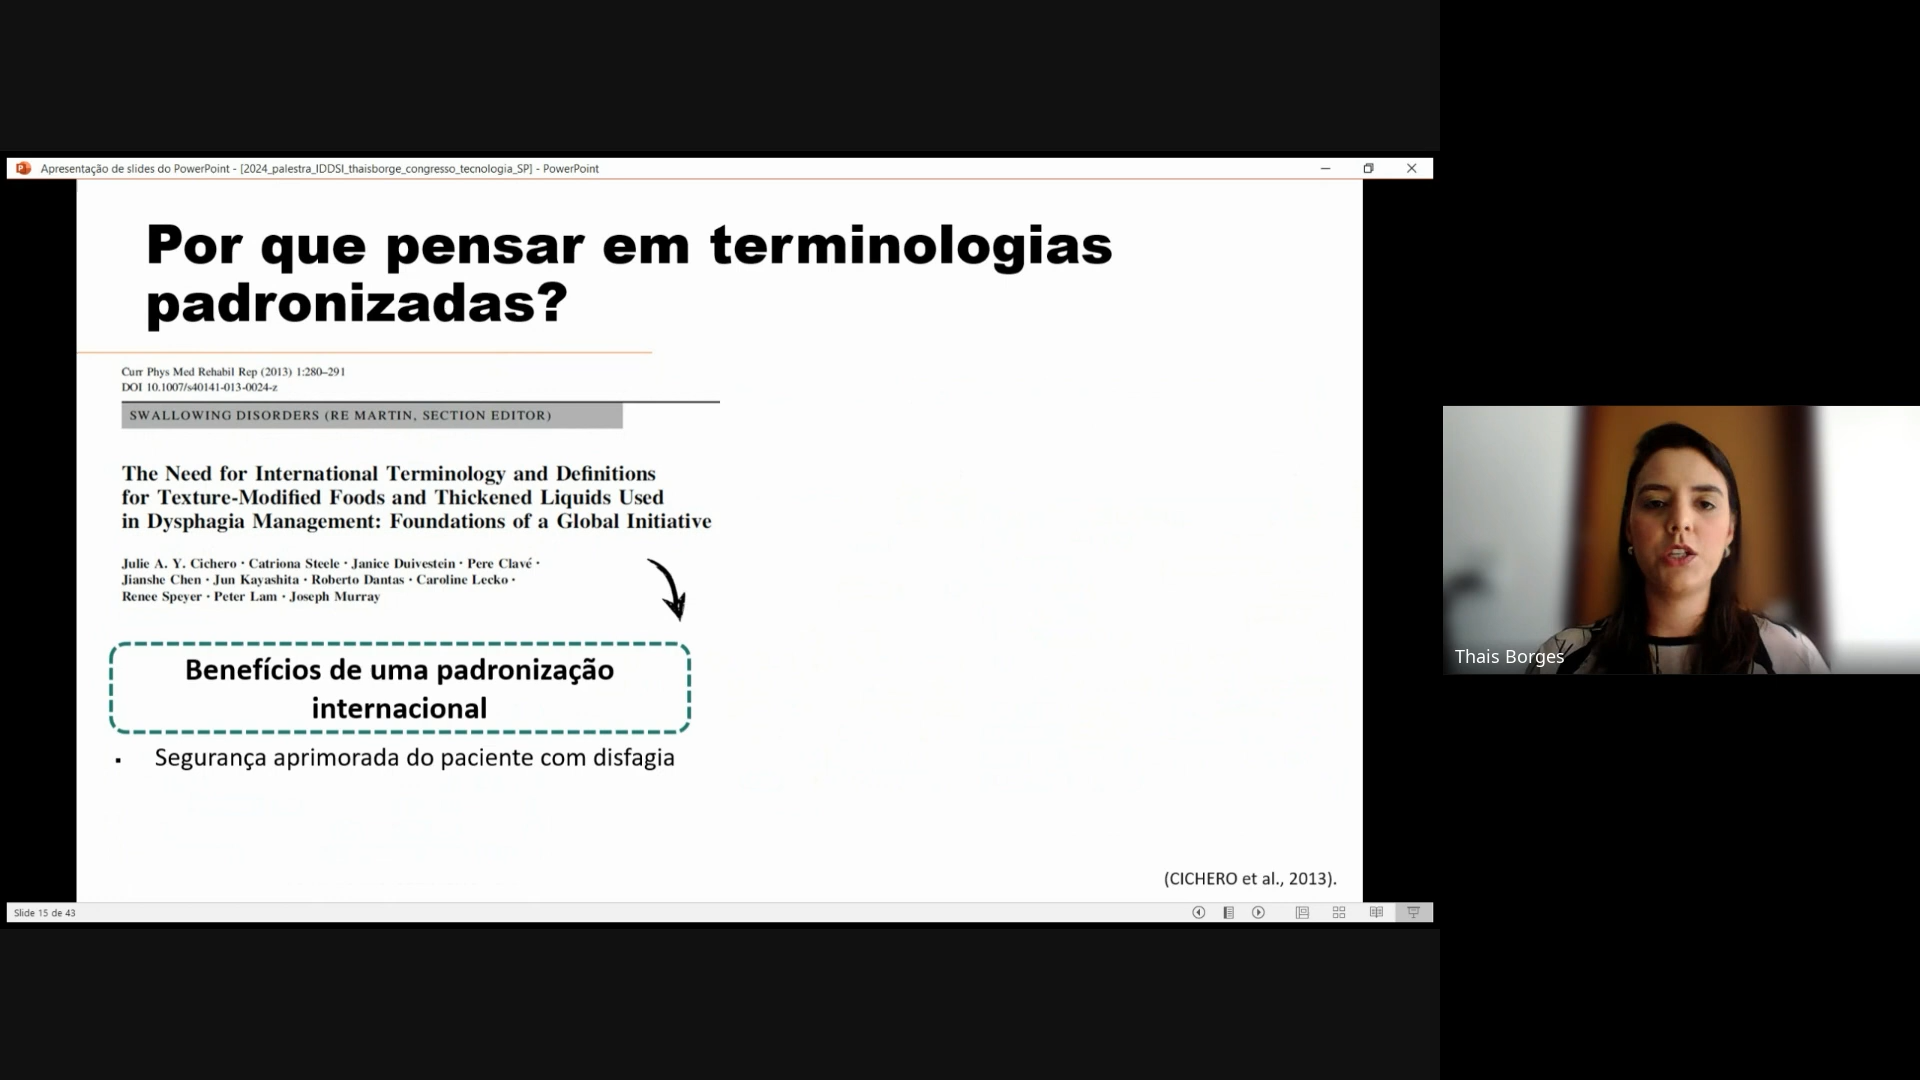 Apresentação de slides do PowerPoint - [2024_palestra_IDDSI_thaisborge_congresso_tecnologia_SP] - PowerPoint
Por que pensar em terminologias
padronizadas?
Curr Phys Med Rehabil Rep (2013) 1:280–291
DOI 10.1007/s40141-013-0024-z
SWALLOWING DISORDERS (RE MARTIN, SECTION EDITOR)
The Need for International Terminology and Definitions
for Texture-Modified Foods and Thickened Liquids Used
in Dysphagia Management: Foundations of a Global Initiative
Julie A. Y. Cichero · Catriona Steele · Janice Duivestein · Pere Clavé ·
Jianshe Chen · Jun Kayashita · Roberto Dantas · Caroline Lecko ·
Renee Speyer · Peter Lam · Joseph Murray
Benefícios de uma padronização
internacional
▪ Segurança aprimorada do paciente com disfagia
(CICHERO et al., 2013).
Slide 15 de 43
Thais Borges